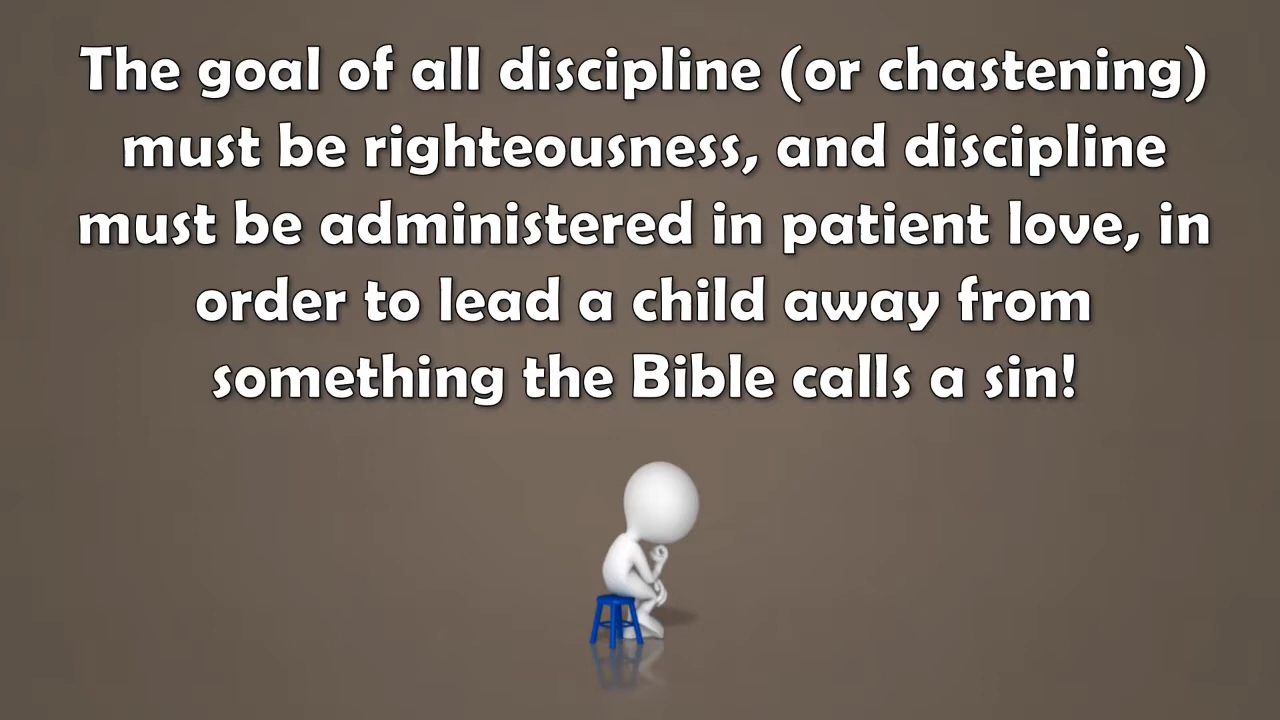 The goal of all discipline (or chastening)
must be righteousness, and discipline
must be administered in patient love, in
order to lead a child away from
something the Bible calls a sin!